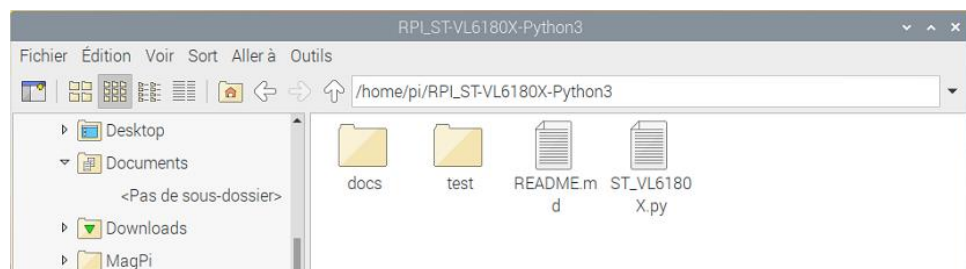 RPI_ST-VL6180X-Python3
Fichier Édition Voir Sort Aller à Outils
/home/pi/RPI_ST-VL6180X-Python3
Desktop
Documents
<Pas de sous-dossier>
Downloads
MagPi
docs
test
README.m
d
ST_VL6180
X.py